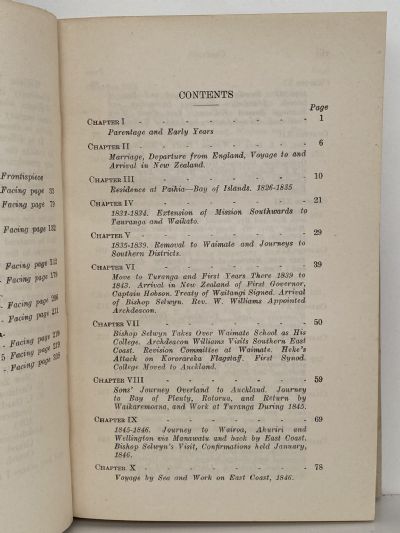 Frontispiece
Facing page 33
Facing page 79
Facing page 132
Facing page 152
- Facing page 179
- Facing page 206
- Facing page 211
- Facing page 219
5 Facing page 219
- Facing page
CONTENTS
Page
CHAPTER I - - - - - - - 1
Parentage and Early Years
CHAPTER II - - - - - - - 6
Marriage, Departure from England, Voyage to and
Arrival in New Zealand.
CHAPTER III - - - - - - - 10
Residence at Paihia—Bay of Islands. 1826-1835
CHAPTER IV - - - - - - - 21
1831-1834. Extension of Mission Southwards to
Tauranga and Waikato.
CHAPTER V - - - - - - - 29
1835-1839. Removal to Waimate and Journeys to
Southern Districts.
CHAPTER VI - - - - - - - 39
Move to Turanga and First Years There 1839 to
1843. Arrival in New Zealand of First Governor,
Captain Hobson. Treaty of Waitangi Signed. Arrival
of Bishop Selwyn. Rev. W. Williams Appointed
Archdeacon.
CHAPTER VII - - - - - - - 50
Bishop Selwyn Takes Over Waimate School as His
College. Archdeacon Williams Visits Southern East
Coast. Revision Committee at Waimate. Heke's
Attack on Kororareka Flagstaff. First Synod.
College Moved to Auckland.
CHAPTER VIII - - - - - - - 59
Sons' Journey Overland to Auckland. Journey
to Bay of Plenty, Rotorua, and Return by
Waikaremoana, and Work at Turanga During 1845.
CHAPTER IX - - - - - - - 69
1845-1846. Journey to Wairoa, Ahuriri and
Wellington via Manawatu and back by East Coast.
Bishop Selwyn's Visit, Confirmations held January,
1846.
CHAPTER X - - - - - - - 78
Voyage by Sea and Work on East Coast, 1846.